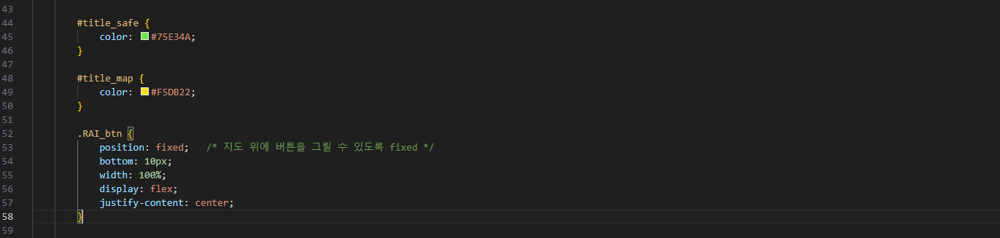 43
44 #title_safe {
45 color: #75E34A;
46 }
47
48 #title_map {
49 color: #F5DB22;
50 }
51
52 .RAI_btn {
53 position: fixed; /* 지도 위에 버튼을 그릴 수 있도록 fixed */
54 bottom: 10px;
55 width: 100%;
56 display: flex;
57 justify-content: center;
58 }
59